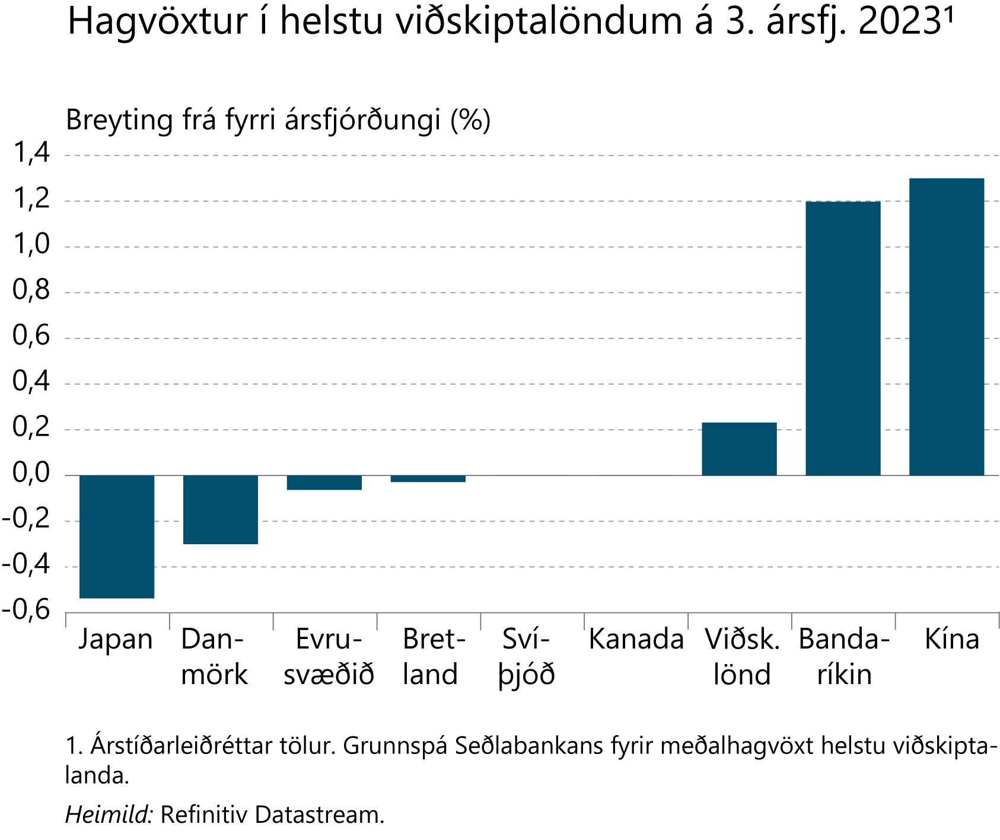 Hagvöxtur í helstu viðskiptalöndum á 3. ársfj. 2023¹
Breyting frá fyrri ársfjórðungi (%)
1,4
1,2
1,0
0,8
0,6
0,4
0,2
0,0
-0,2
-0,4
-0,6
Japan Dan- Evru- Bret- Sví- Kanada Viðsk. Banda- Kína
mörk svæðið land þjóð lönd ríkin
1. Árstíðarleiðréttar tölur. Grunnspá Seðlabankans fyrir meðalhagvöxt helstu viðskipta-
landa.
Heimild: Refinitiv Datastream.